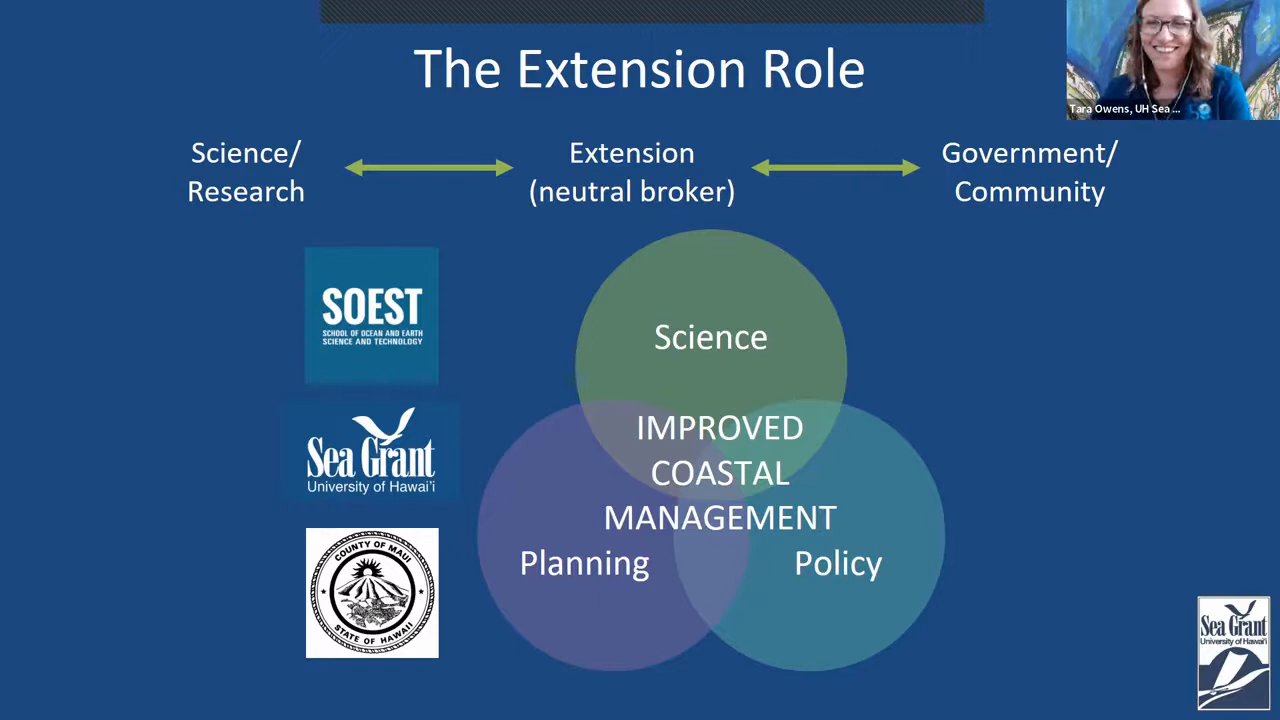 The Extension Role
Tara Owens, UH Sea ...
Science/
Research
Extension
(neutral broker)
Government/
Community
SOEST
SCHOOL OF OCEAN AND EARTH
SCIENCE AND TECHNOLOGY
Sea Grant
University of Hawai'i
COUNTY OF MAUI
STATE OF HAWAII
Science
IMPROVED
COASTAL
MANAGEMENT
Planning
Policy
Sea Grant
University of Hawai'i